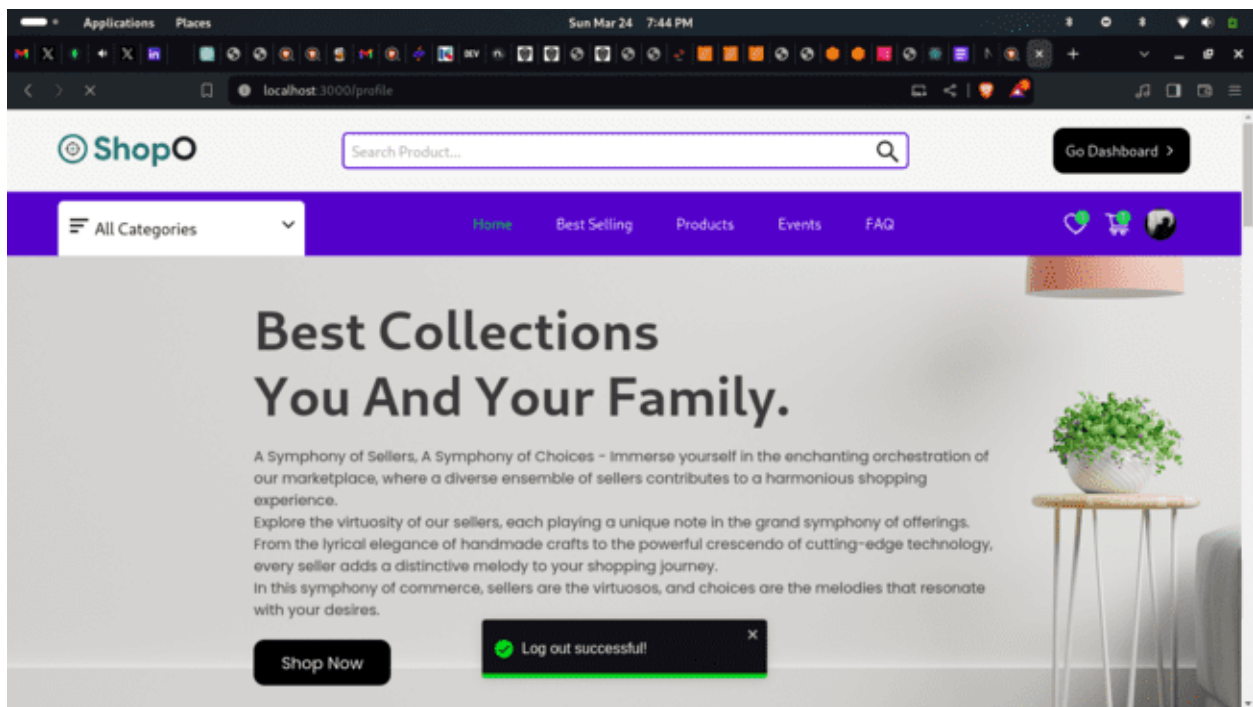 Applications Places Sun Mar 24 7:44 PM
localhost:3000/profile
ShopO
Search Product...
Go Dashboard >
All Categories
Home Best Selling Products Events FAQ
Best Collections
You And Your Family.
A Symphony of Sellers, A Symphony of Choices - Immerse yourself in the enchanting orchestration of
our marketplace, where a diverse ensemble of sellers contributes to a harmonious shopping
experience.
Explore the virtuosity of our sellers, each playing a unique note in the grand symphony of offerings.
From the lyrical elegance of handmade crafts to the powerful crescendo of cutting-edge technology,
every seller adds a distinctive melody to your shopping journey.
In this symphony of commerce, sellers are the virtuosos, and choices are the melodies that resonate
with your desires.
Log out successful!
Shop Now